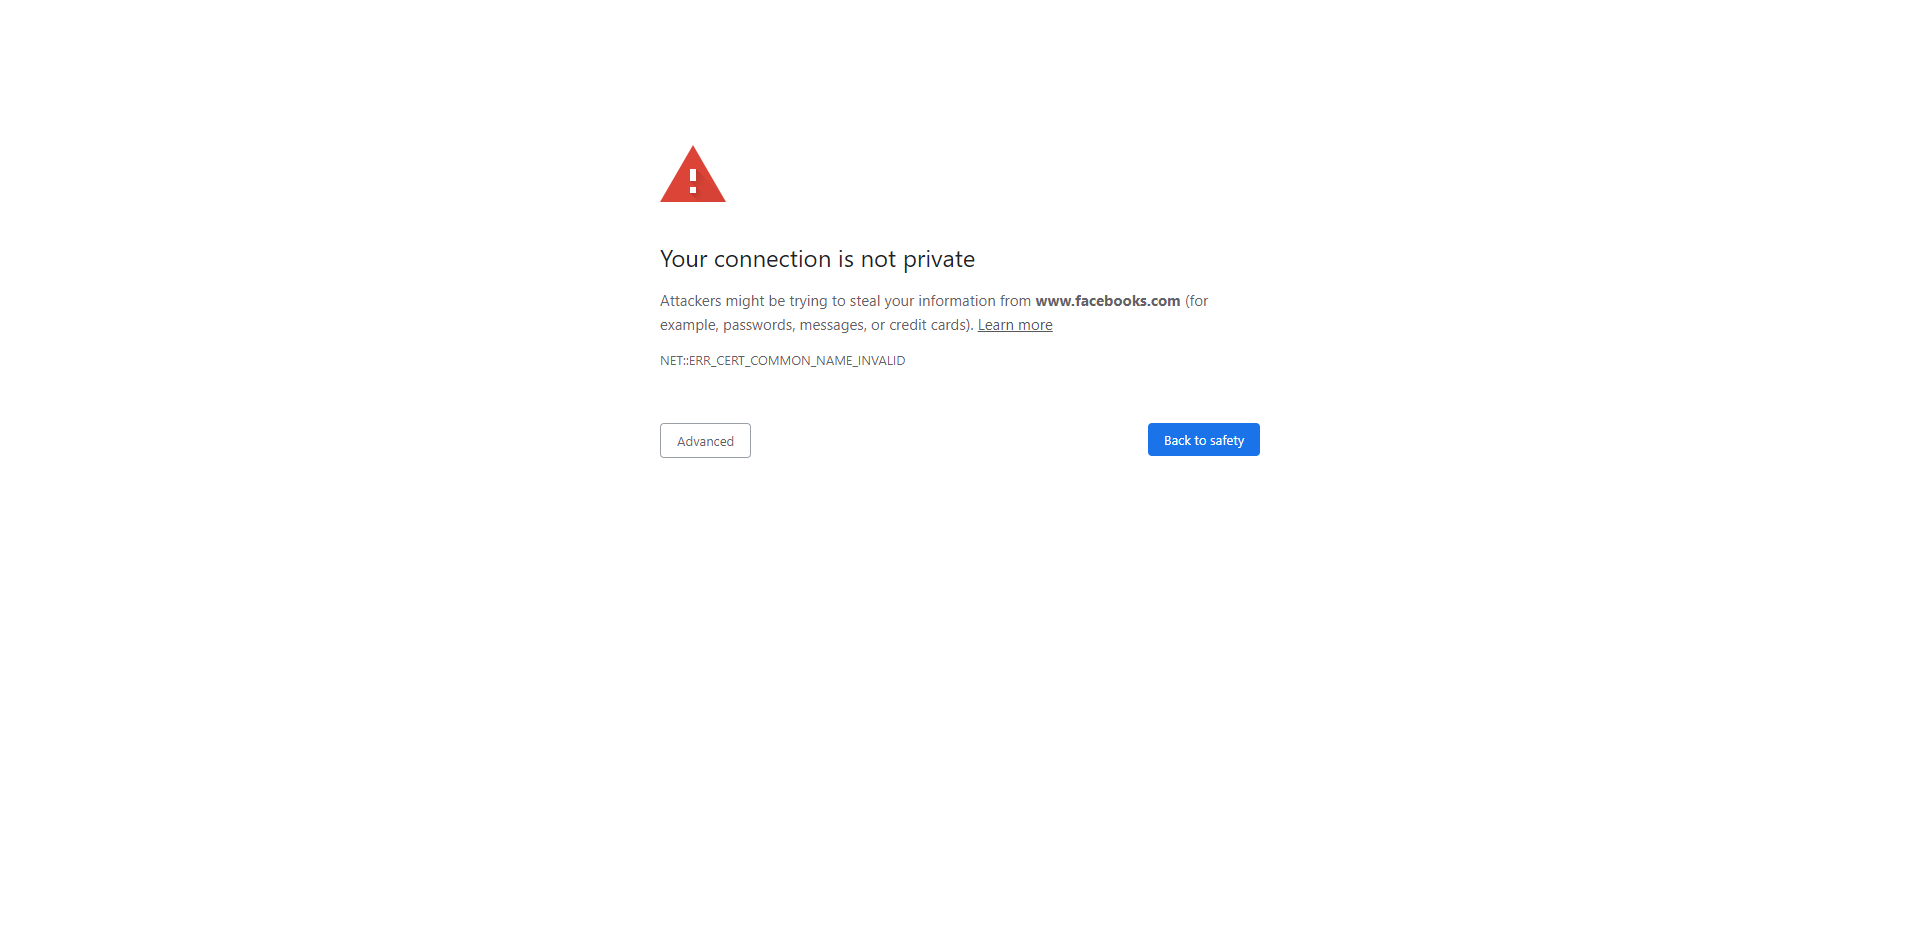 Your connection is not private
Attackers might be trying to steal your information from www.facebooks.com (for
example, passwords, messages, or credit cards). Learn more
NET::ERR_CERT_COMMON_NAME_INVALID
Advanced
Back to safety